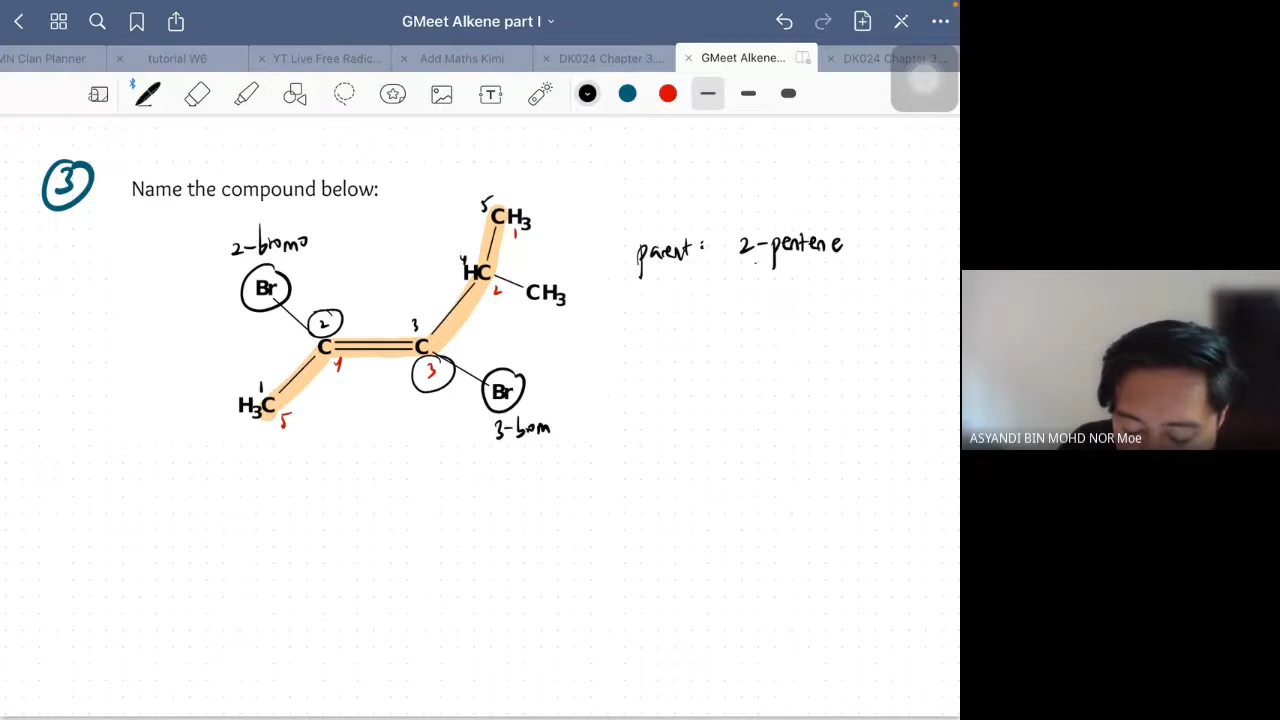 GMeet Alkene part I
MN Clan Planner
tutorial W6
YT Live Free Radic...
Add Maths Kimi
DK024 Chapter 3....
GMeet Alkene...
DK024 Chapter 3....
T
3
Name the compound below:
2-bromo
Br
5
CH3
1
4
HC
2
CH3
parent: 2-pentene
2
3
C
C
4
3
1
H3C
5
Br
3-brom
ASYANDI BIN MOHD NOR Moe